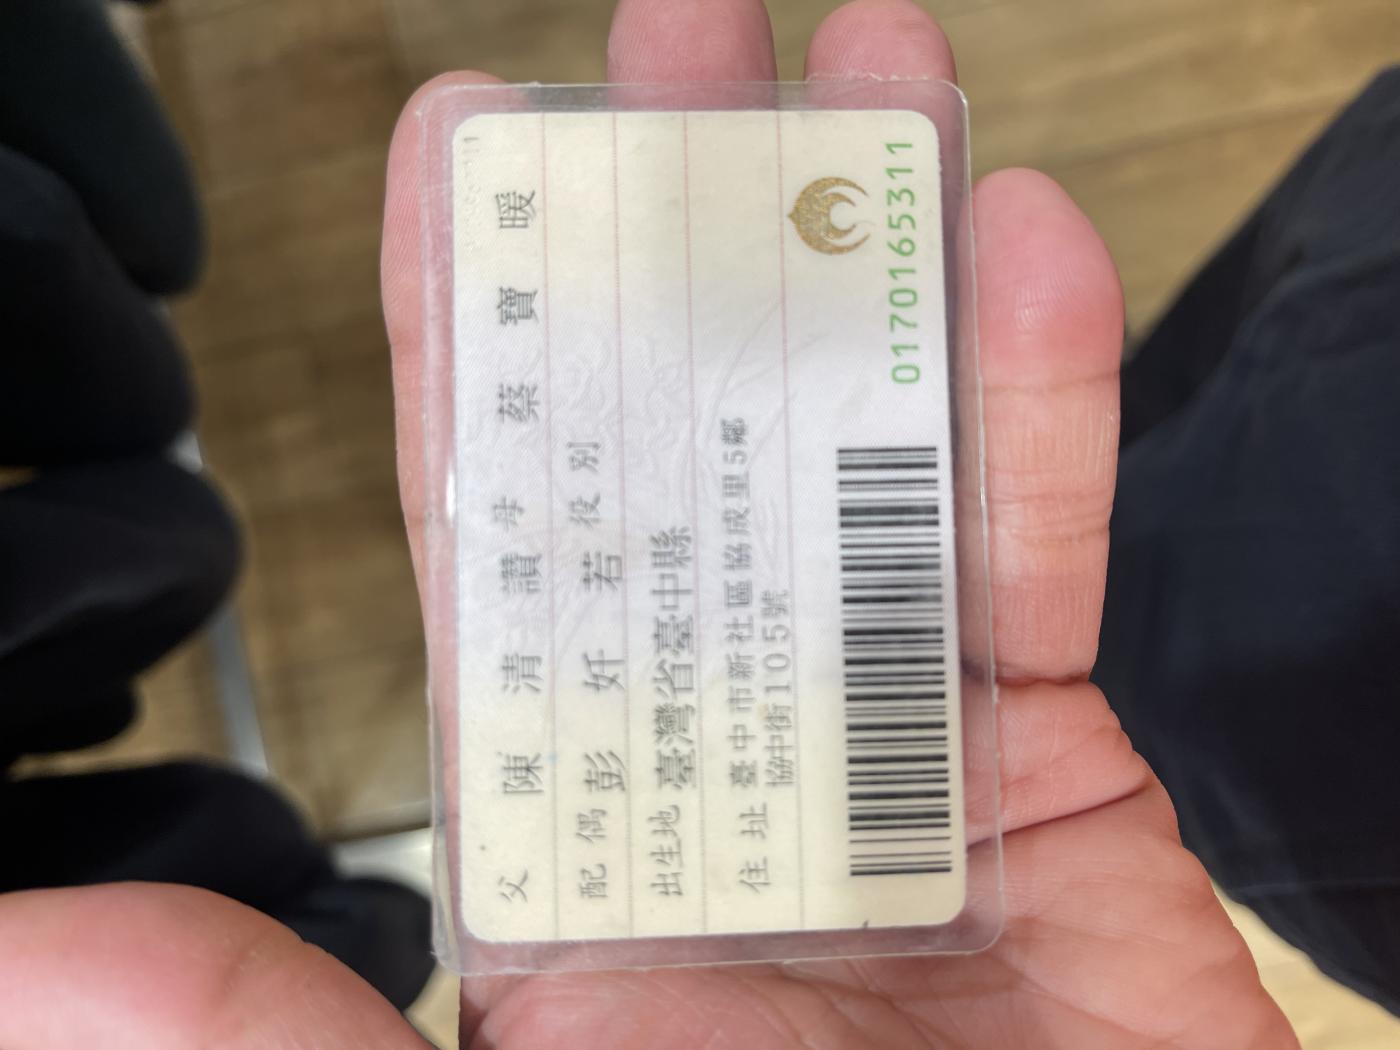 父 陳清讚 母 蔡寶暖
配偶 彭妡若 役別
出生地 臺灣省臺中縣
住址 臺中市新社區協成里5鄰
協中街105號
0170165311